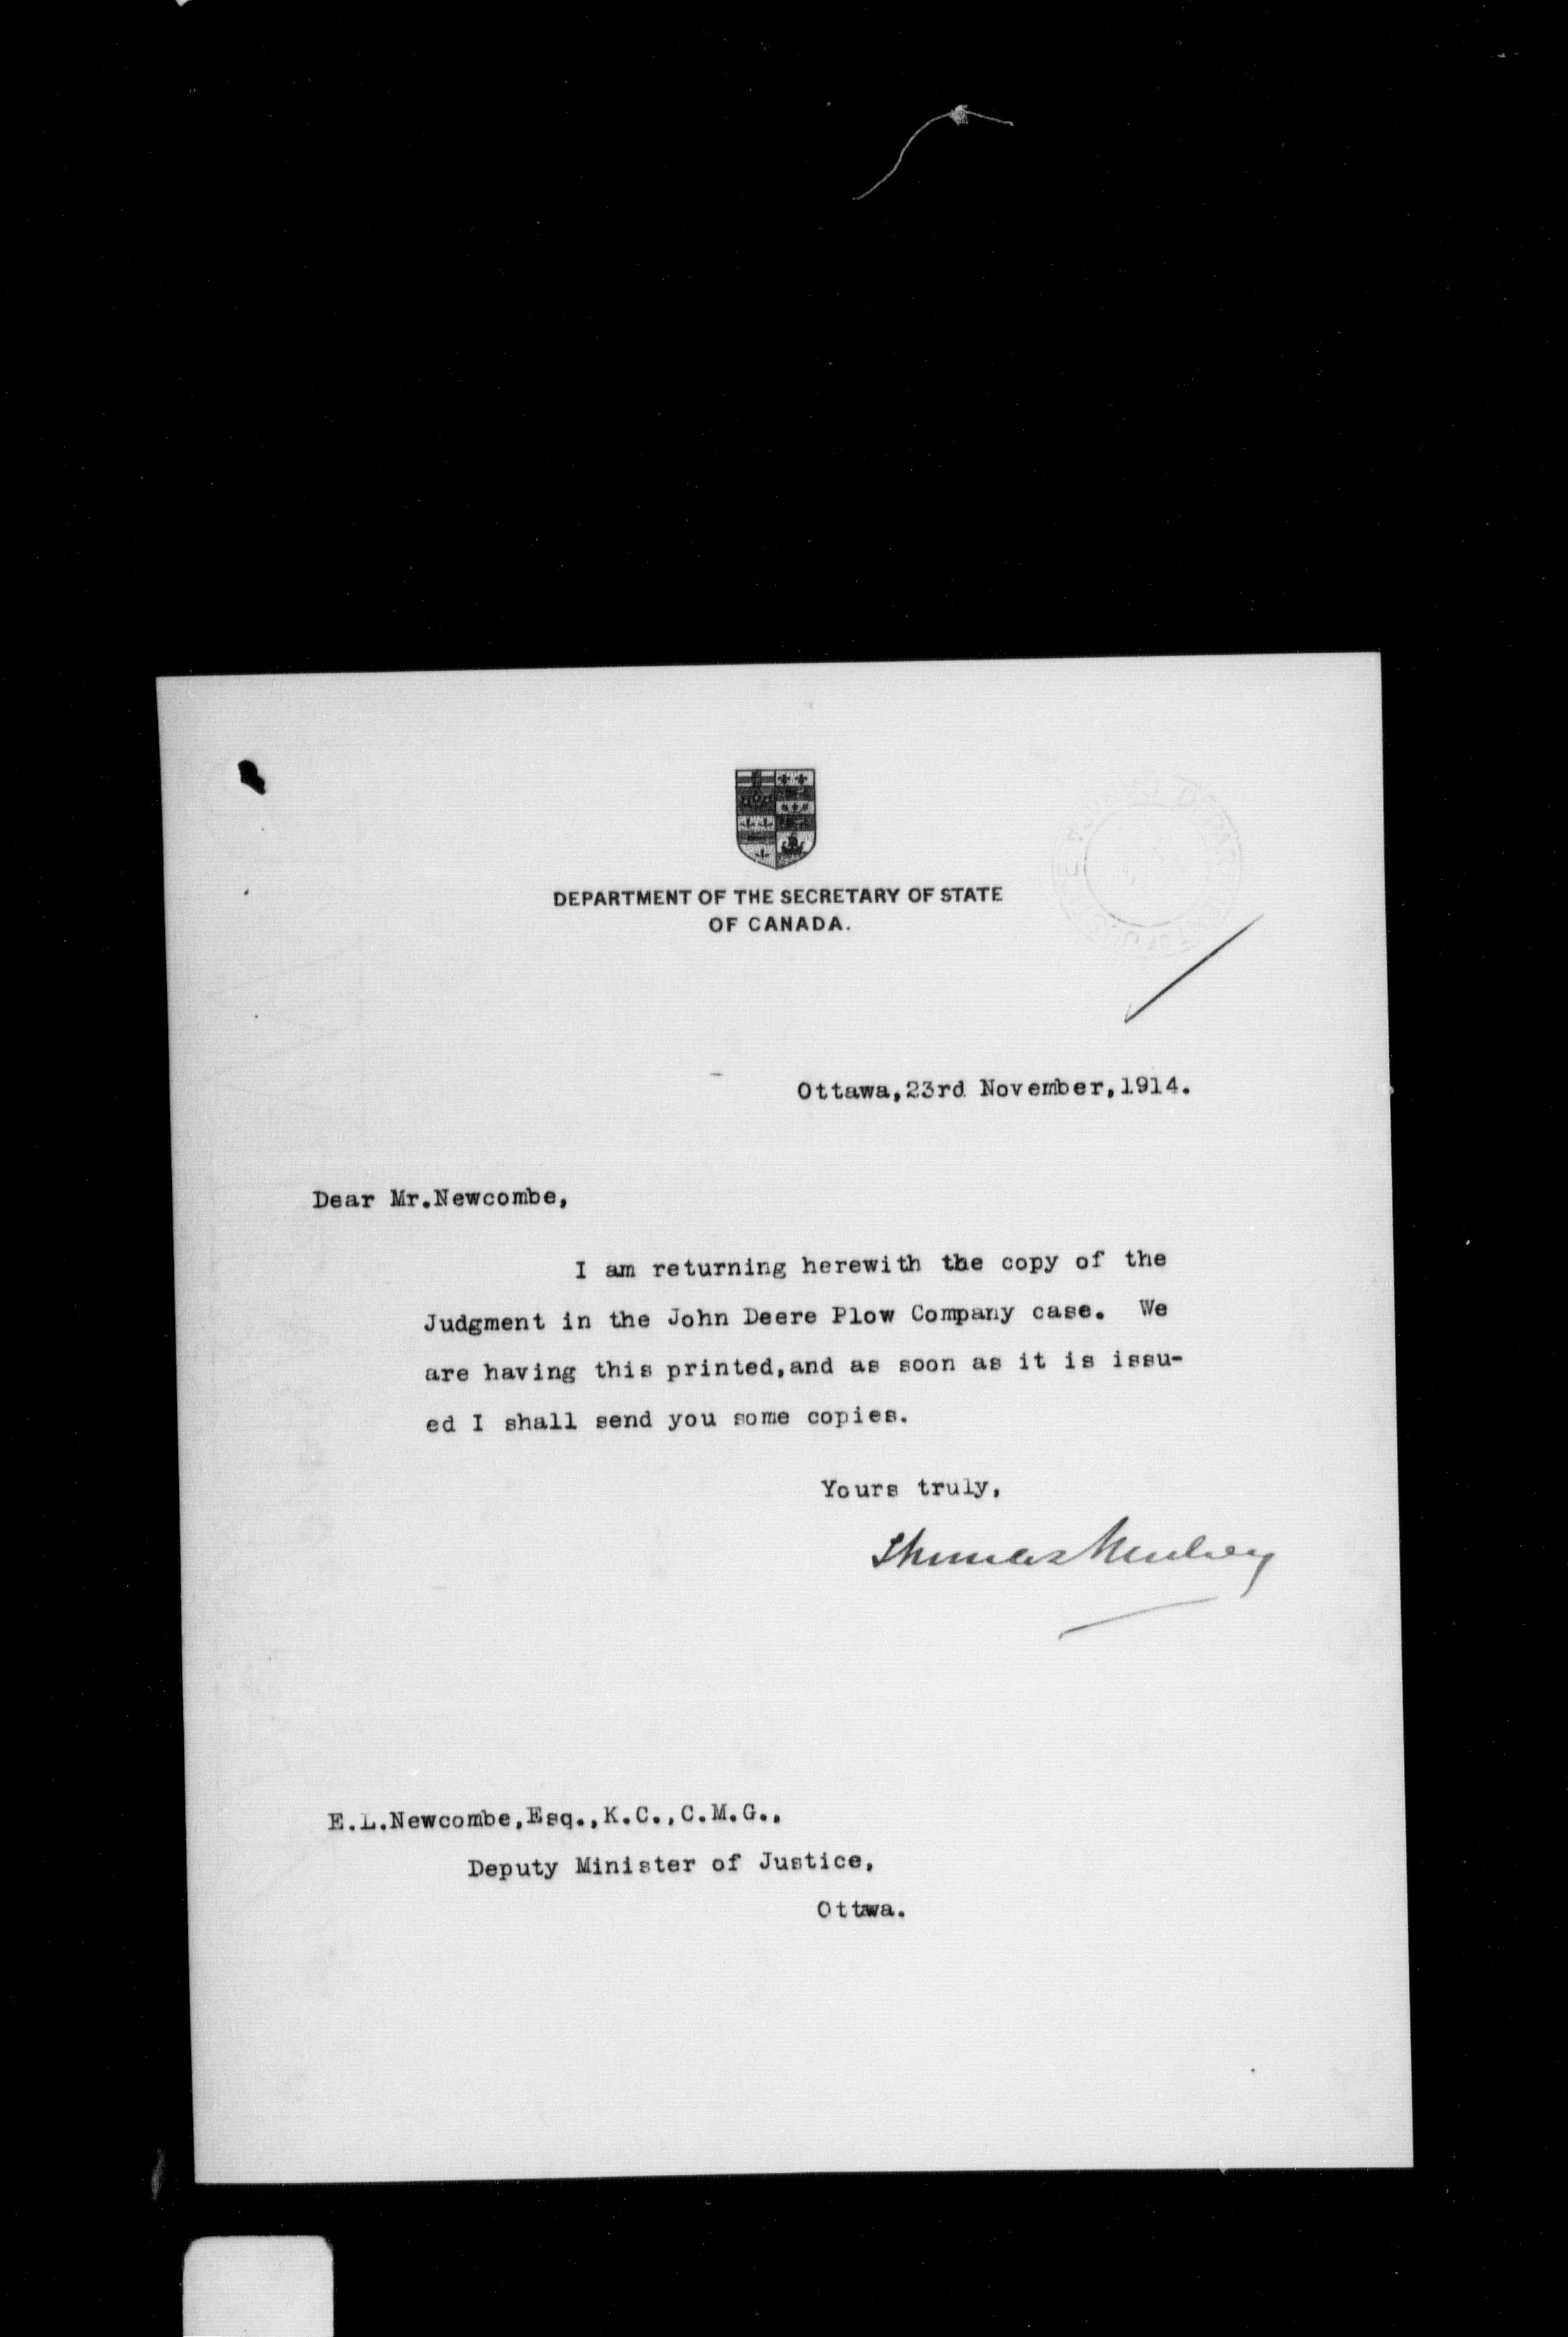 DEPARTMENT OF THE SECRETARY OF STATE
OF CANADA.
Ottawa,23rd November,1914.
Dear Mr.Newcombe,
I am returning herewith the copy of the
Judgment in the John Deere Plow Company case. We
are having this printed,and as soon as it is issu-
ed I shall send you some copies.
Yours truly,
Thomas Mulvey
E.L.Newcombe,Esq.,K.C.,C.M.G.,
Deputy Minister of Justice,
Ottawa.